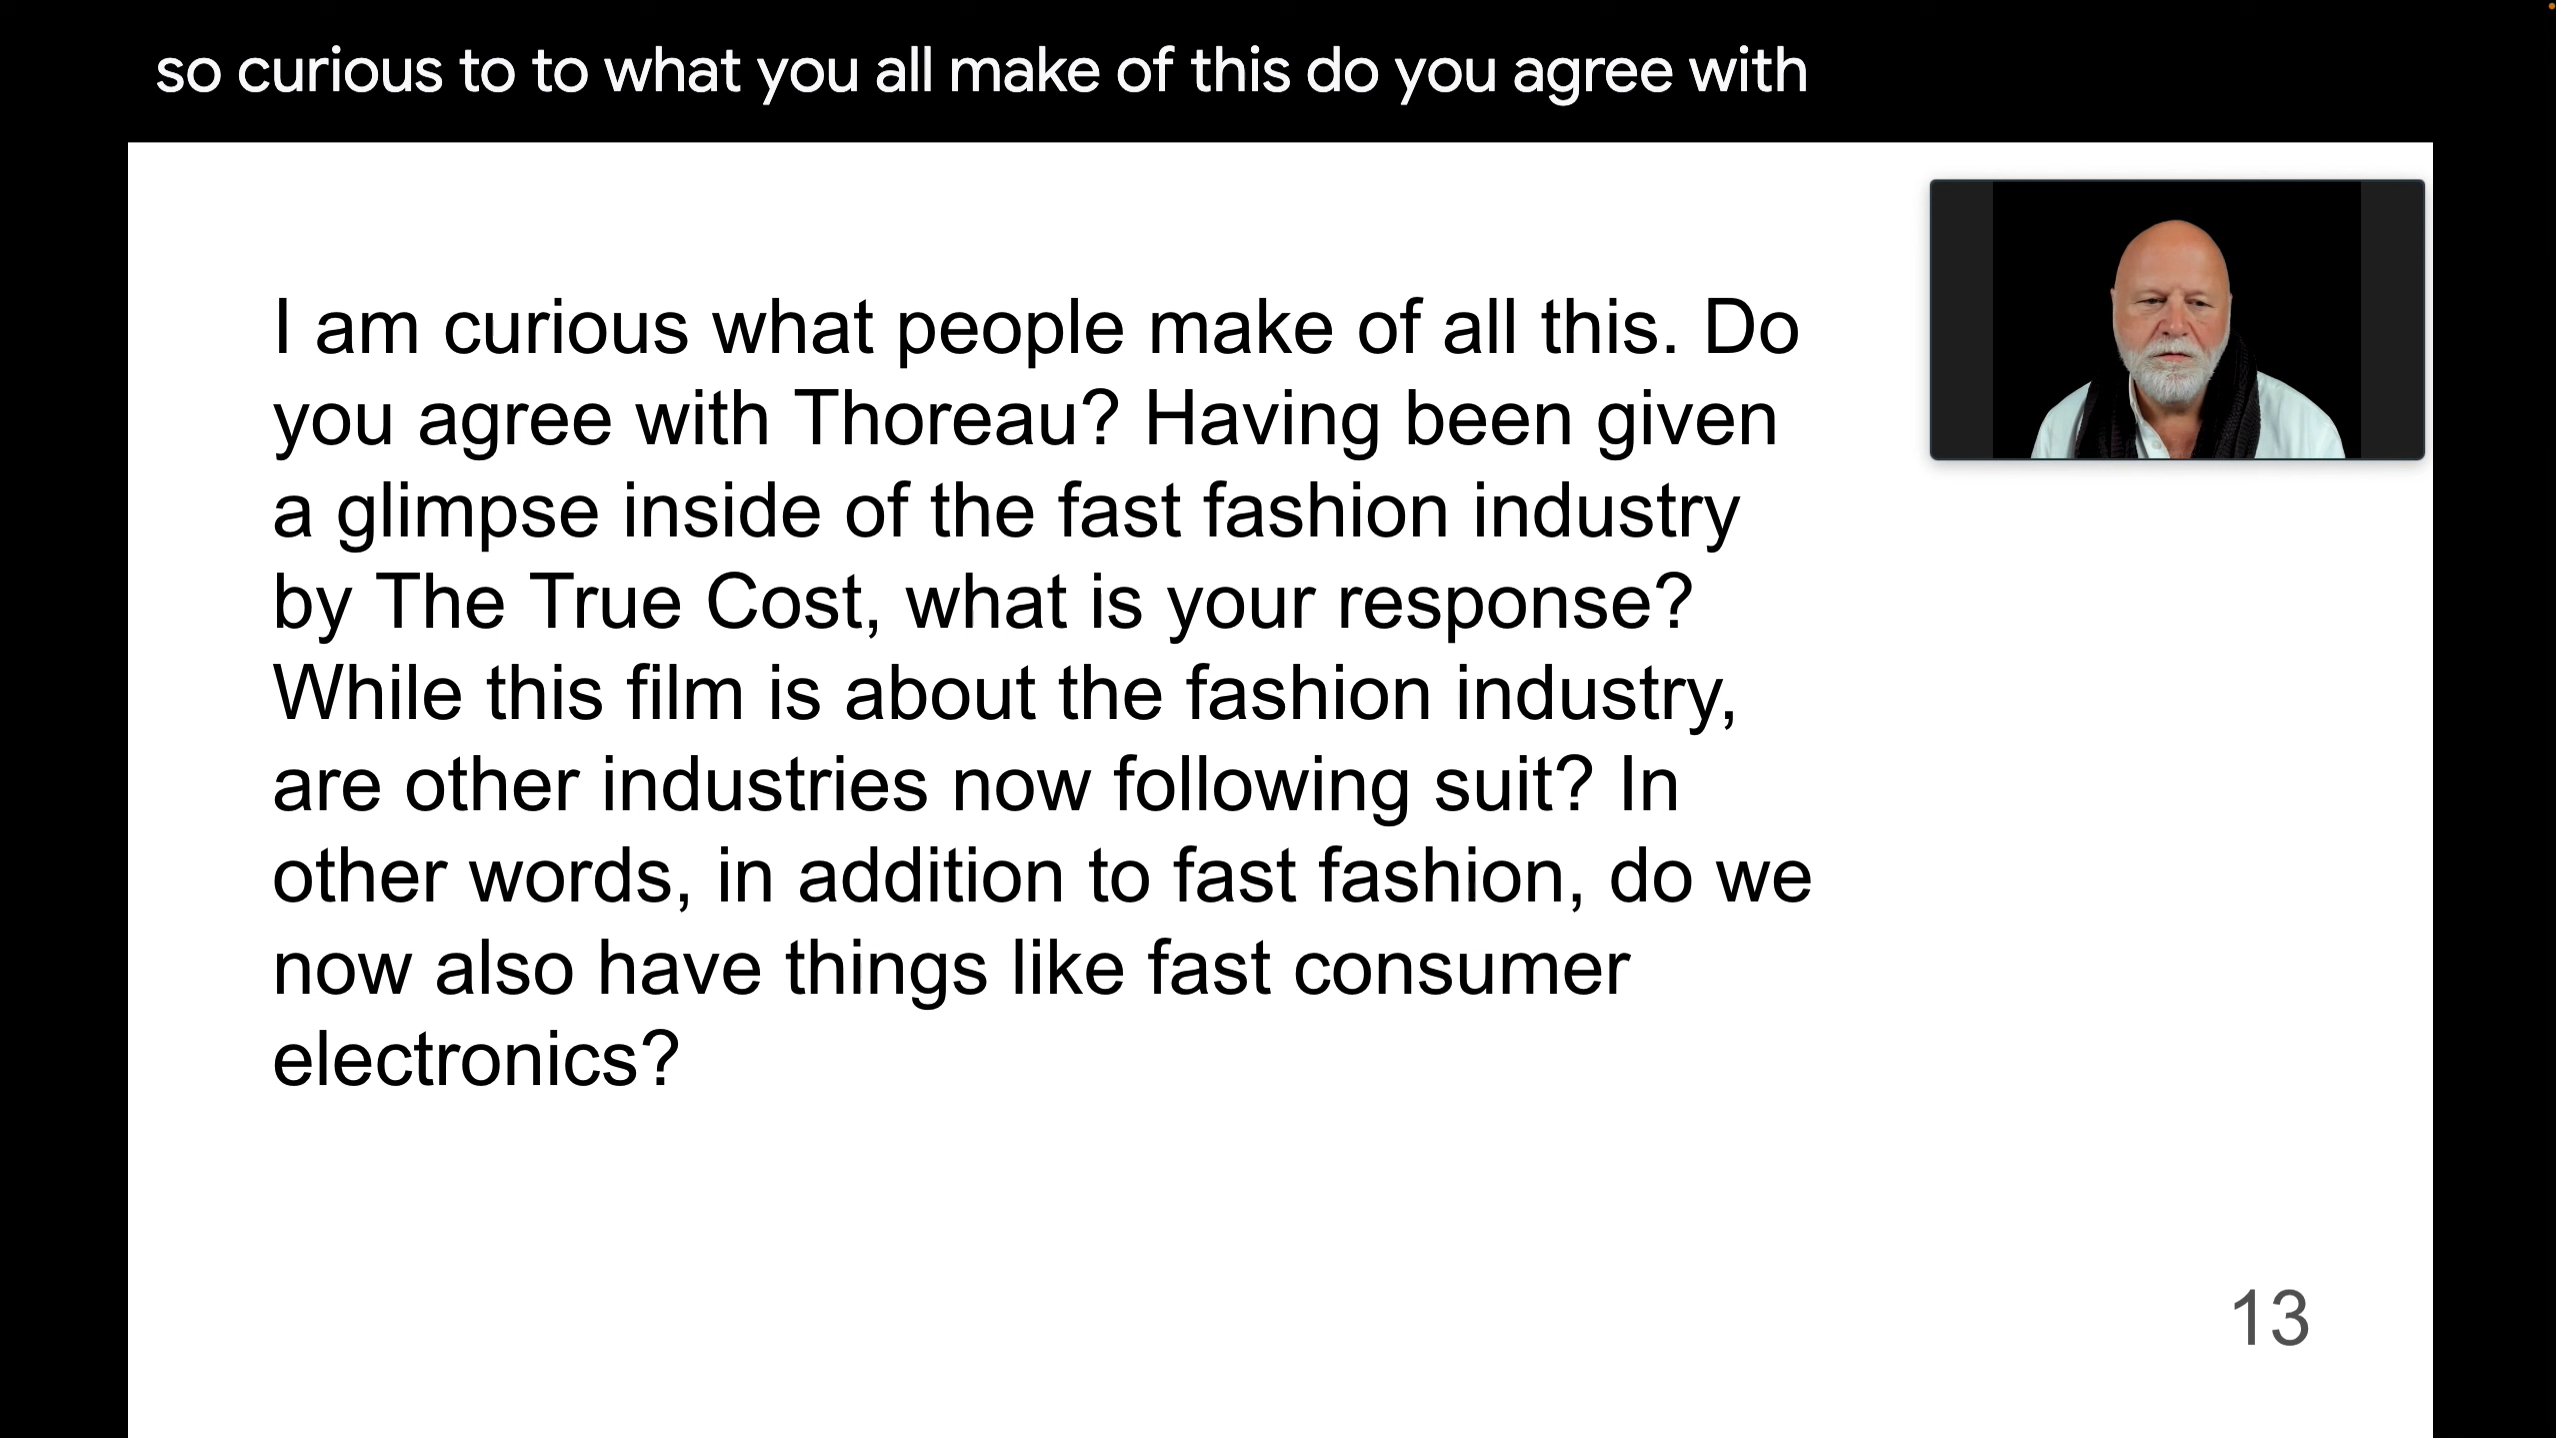 so curious to to what you all make of this do you agree with
I am curious what people make of all this. Do
you agree with Thoreau? Having been given
a glimpse inside of the fast fashion industry
by The True Cost, what is your response?
While this film is about the fashion industry,
are other industries now following suit? In
other words, in addition to fast fashion, do we
now also have things like fast consumer
electronics?
13